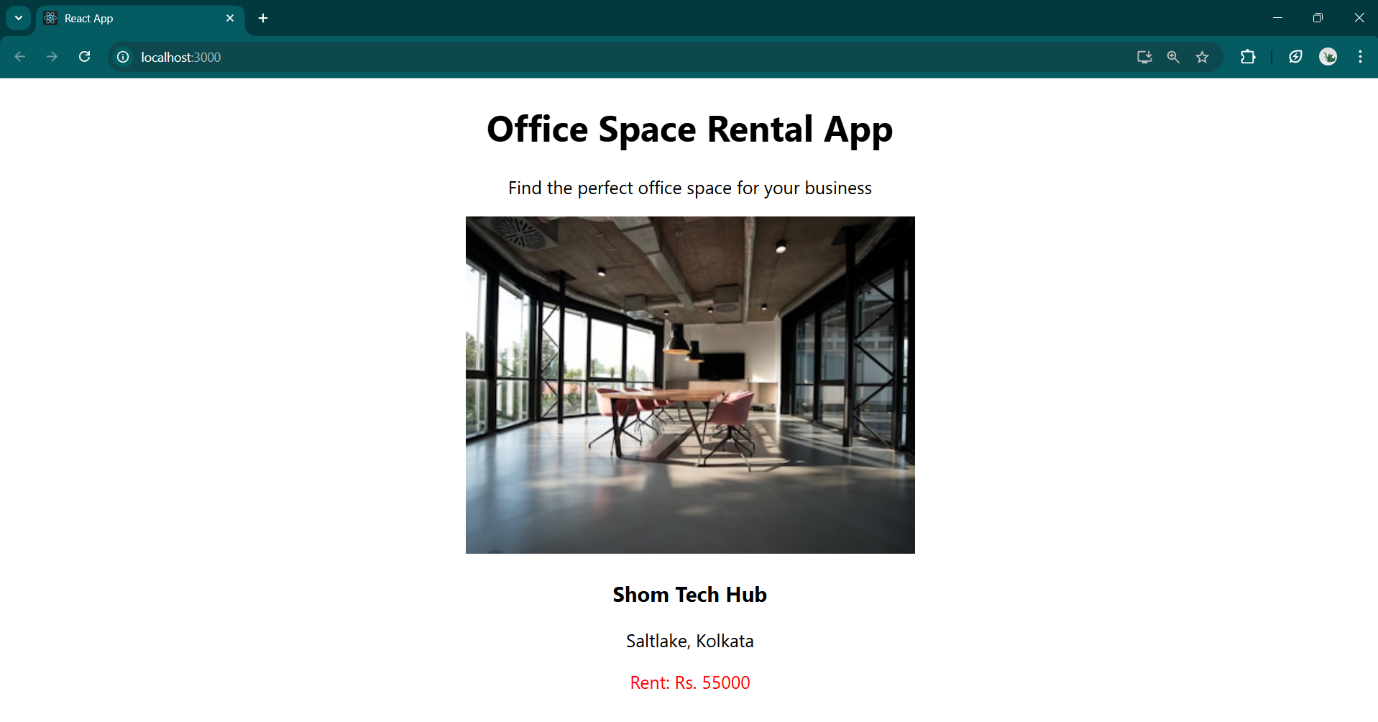 React App
localhost:3000
Office Space Rental App
Find the perfect office space for your business
Shom Tech Hub
Saltlake, Kolkata
Rent: Rs. 55000